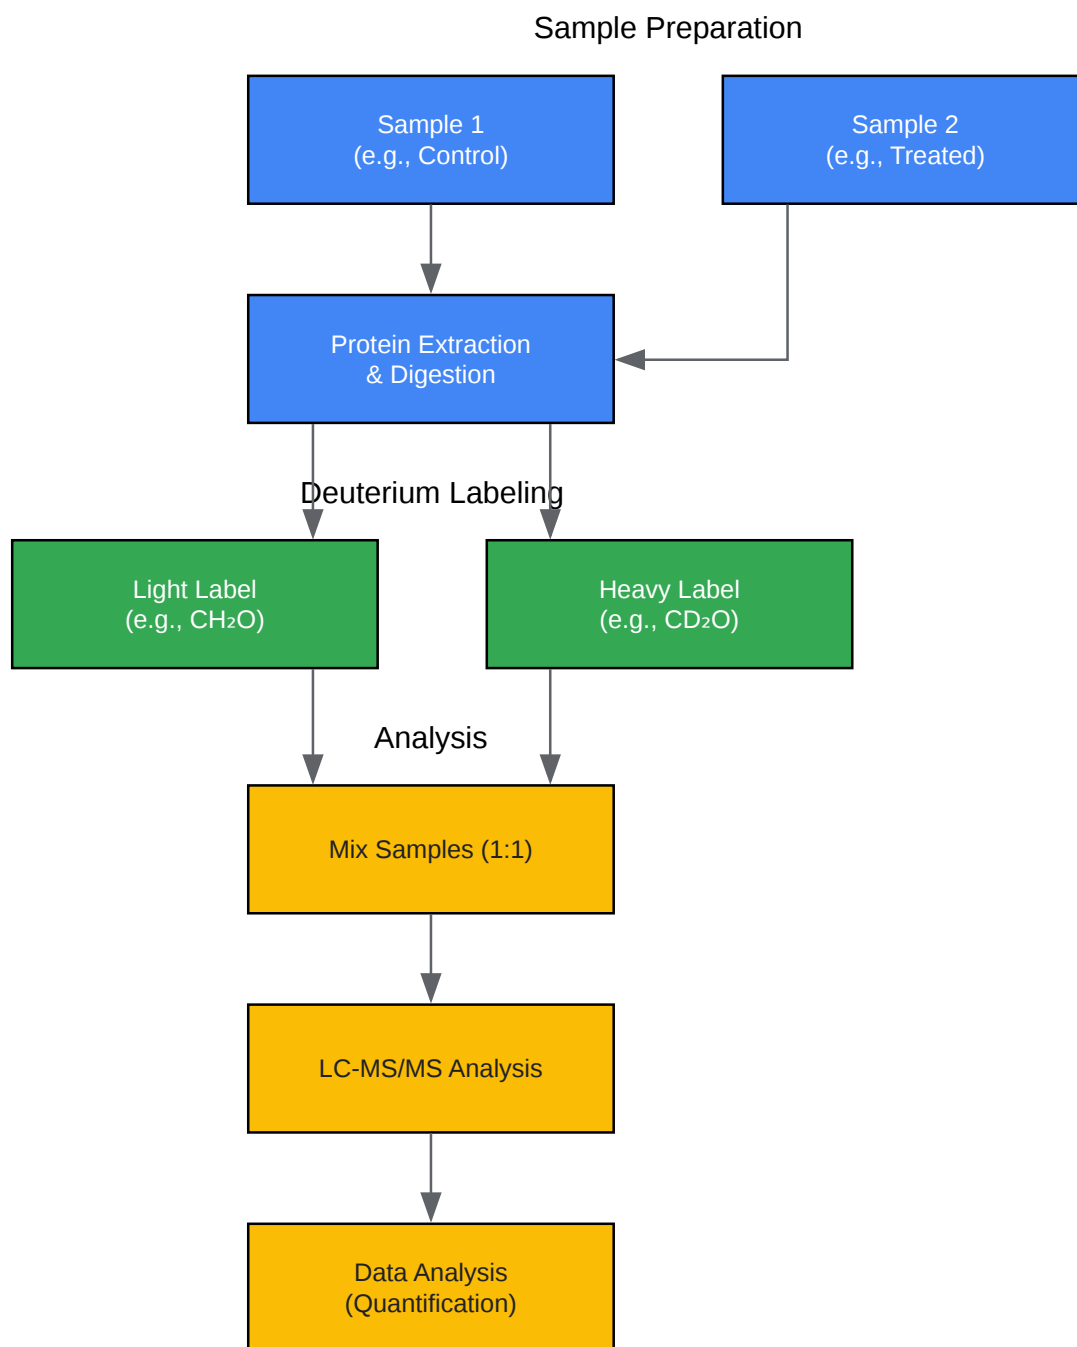 Sample Preparation
Sample 1
(e.g., Control)
Sample 2
(e.g., Treated)
Protein Extraction
& Digestion
Deuterium Labeling
Light Label
(e.g., CH₂O)
Heavy Label
(e.g., CD₂O)
Analysis
Mix Samples (1:1)
LC-MS/MS Analysis
Data Analysis
(Quantification)